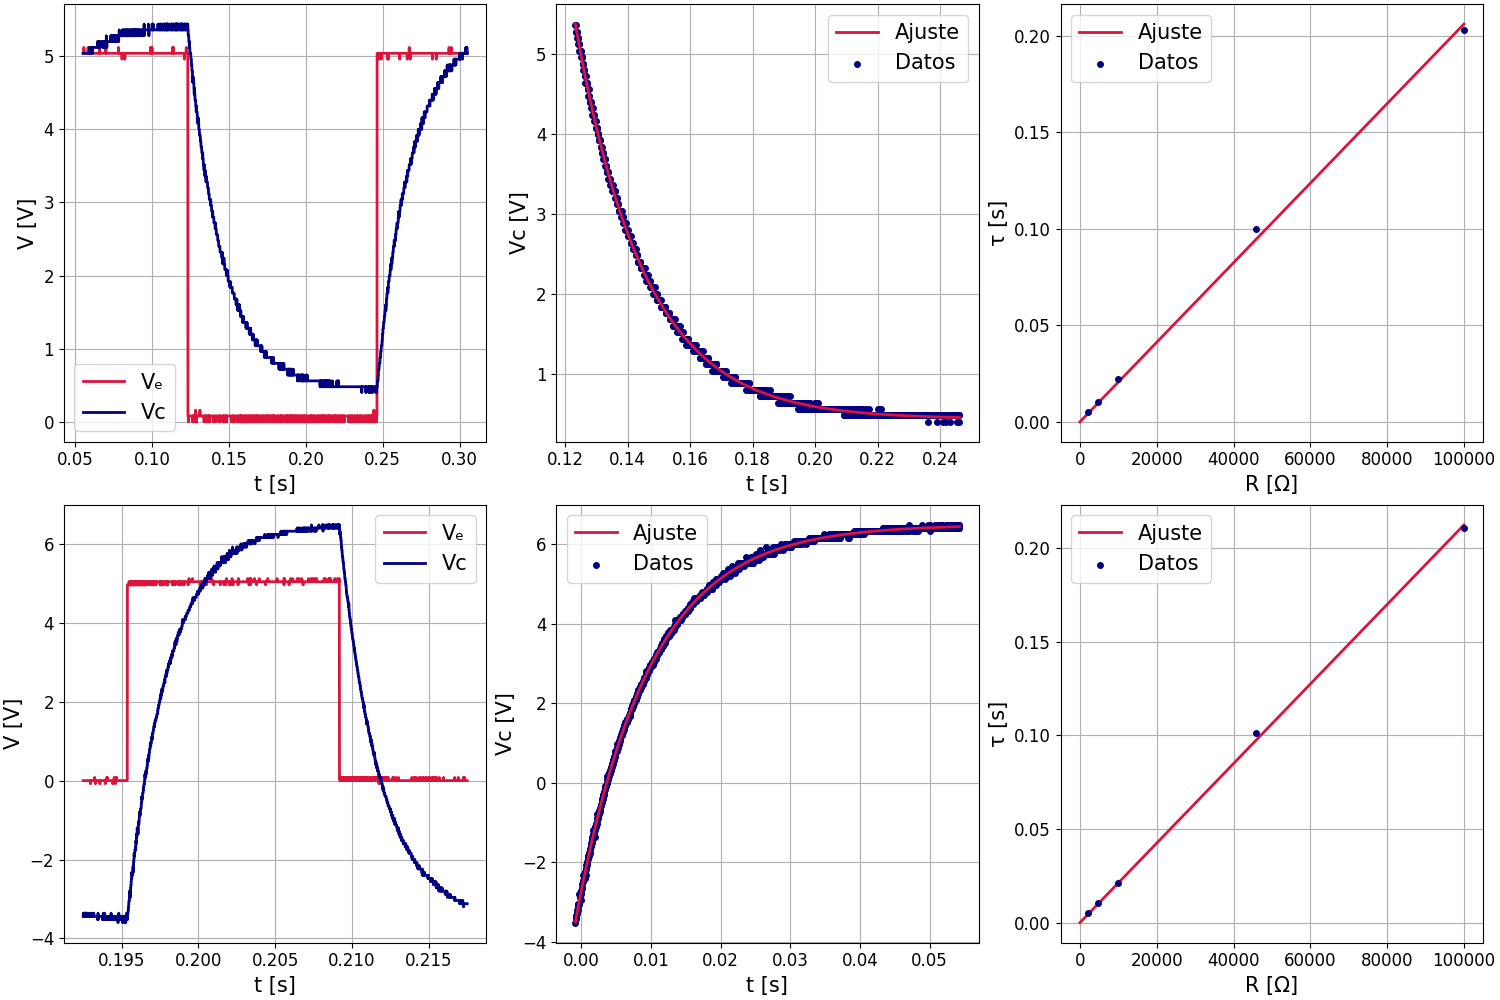 V [V]
5
4
3
2
1
0
Vₑ
Vc
0.05 0.10 0.15 0.20 0.25 0.30
t [s]
Vc [V]
5
4
3
2
1
Ajuste
Datos
0.12 0.14 0.16 0.18 0.20 0.22 0.24
t [s]
τ [s]
0.20
0.15
0.10
0.05
0.00
Ajuste
Datos
0 20000 40000 60000 80000 100000
R [Ω]
V [V]
6
4
2
0
−2
−4
Vₑ
Vc
0.195 0.200 0.205 0.210 0.215
t [s]
Vc [V]
6
4
2
0
−2
−4
Ajuste
Datos
0.00 0.01 0.02 0.03 0.04 0.05
t [s]
τ [s]
0.20
0.15
0.10
0.05
0.00
Ajuste
Datos
0 20000 40000 60000 80000 100000
R [Ω]